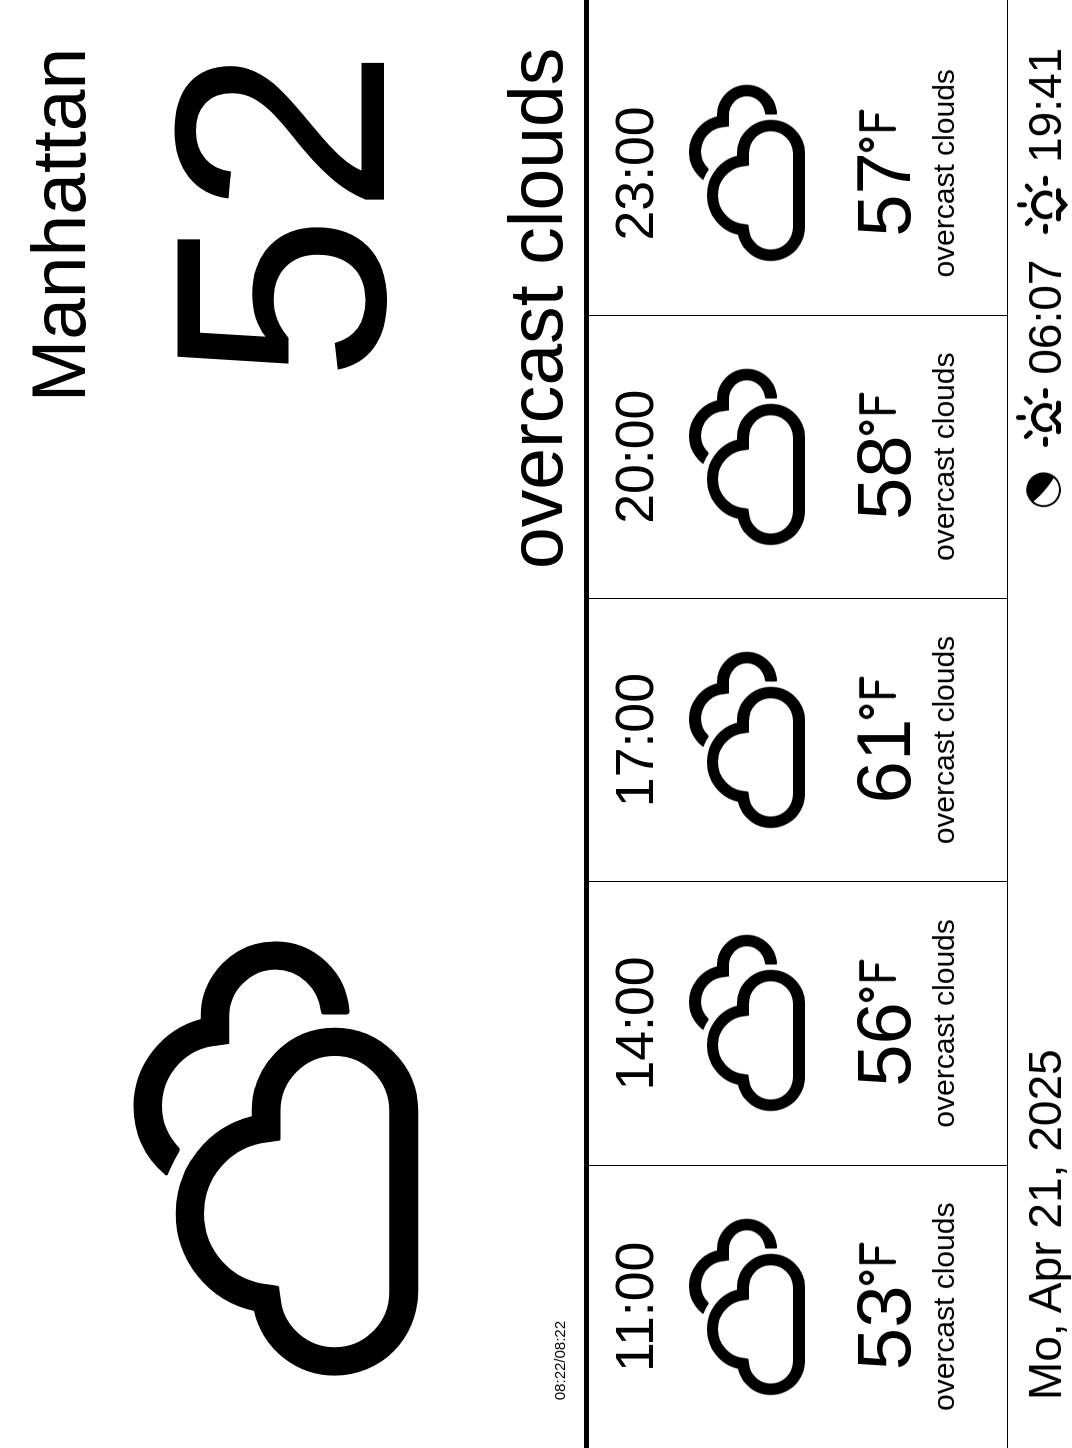 Manhattan
52
overcast clouds
08:22/08:22
11:00
53°F
overcast clouds
14:00
56°F
overcast clouds
17:00
61°F
overcast clouds
20:00
58°F
overcast clouds
23:00
57°F
overcast clouds
Mo, Apr 21, 2025
06:07
19:41